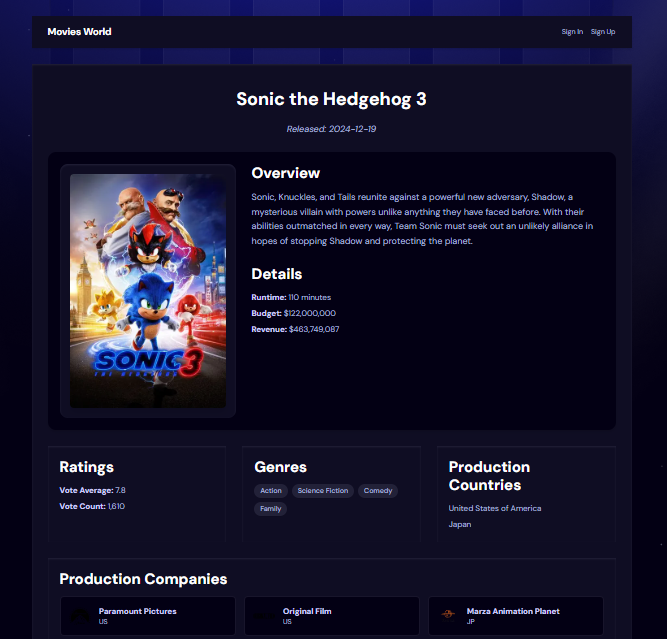 Movies World
Sign In Sign Up
Sonic the Hedgehog 3
Released: 2024-12-19
Overview
Sonic, Knuckles, and Tails reunite against a powerful new adversary, Shadow, a
mysterious villain with powers unlike anything they have faced before. With their
abilities outmatched in every way, Team Sonic must seek out an unlikely alliance in
hopes of stopping Shadow and protecting the planet.
SONIC 3
THE HEDGEHOG
Details
Runtime: 110 minutes
Budget: $122,000,000
Revenue: $463,749,087
Ratings
Vote Average: 7.8
Vote Count: 1,610
Genres
Action Science Fiction Comedy
Family
Production
Countries
United States of America
Japan
Production Companies
Paramount Pictures
US
Original Film
US
Marza Animation Planet
JP